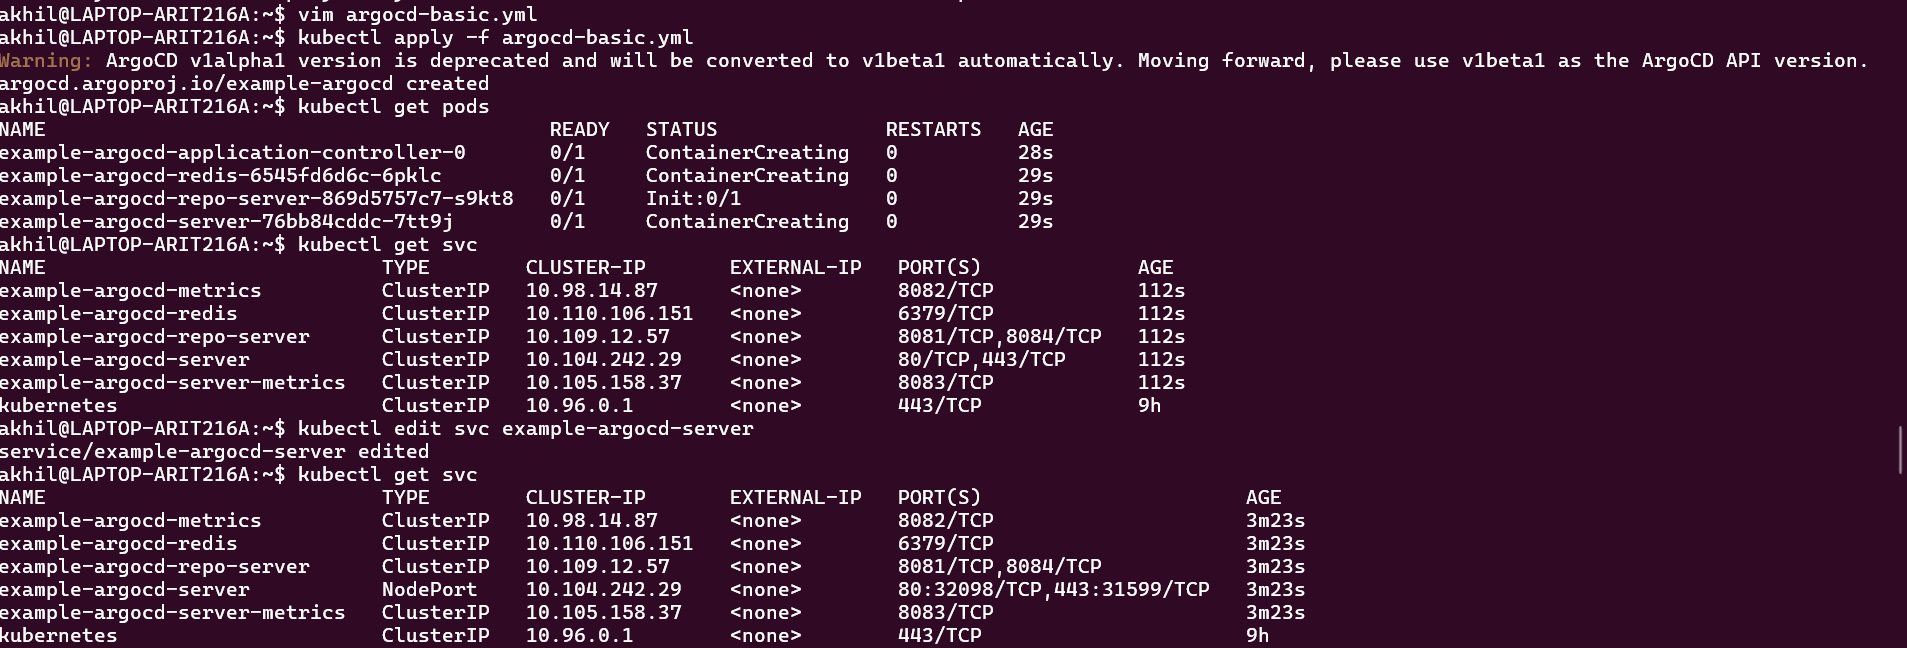 akhil@LAPTOP-ARIT216A:~$ vim argocd-basic.yml
akhil@LAPTOP-ARIT216A:~$ kubectl apply -f argocd-basic.yml
Warning: ArgoCD v1alpha1 version is deprecated and will be converted to v1beta1 automatically. Moving forward, please use v1beta1 as the ArgoCD API version.
argocd.argoproj.io/example-argocd created
akhil@LAPTOP-ARIT216A:~$ kubectl get pods
NAME READY STATUS RESTARTS AGE
example-argocd-application-controller-0 0/1 ContainerCreating 0 28s
example-argocd-redis-6545fd6d6c-6pklc 0/1 ContainerCreating 0 29s
example-argocd-repo-server-869d5757c7-s9kt8 0/1 Init:0/1 0 29s
example-argocd-server-76bb84cddc-7tt9j 0/1 ContainerCreating 0 29s
akhil@LAPTOP-ARIT216A:~$ kubectl get svc
NAME TYPE CLUSTER-IP EXTERNAL-IP PORT(S) AGE
example-argocd-metrics ClusterIP 10.98.14.87 <none> 8082/TCP 112s
example-argocd-redis ClusterIP 10.110.106.151 <none> 6379/TCP 112s
example-argocd-repo-server ClusterIP 10.109.12.57 <none> 8081/TCP,8084/TCP 112s
example-argocd-server ClusterIP 10.104.242.29 <none> 80/TCP,443/TCP 112s
example-argocd-server-metrics ClusterIP 10.105.158.37 <none> 8083/TCP 112s
kubernetes ClusterIP 10.96.0.1 <none> 443/TCP 9h
akhil@LAPTOP-ARIT216A:~$ kubectl edit svc example-argocd-server
service/example-argocd-server edited
akhil@LAPTOP-ARIT216A:~$ kubectl get svc
NAME TYPE CLUSTER-IP EXTERNAL-IP PORT(S) AGE
example-argocd-metrics ClusterIP 10.98.14.87 <none> 8082/TCP 3m23s
example-argocd-redis ClusterIP 10.110.106.151 <none> 6379/TCP 3m23s
example-argocd-repo-server ClusterIP 10.109.12.57 <none> 8081/TCP,8084/TCP 3m23s
example-argocd-server NodePort 10.104.242.29 <none> 80:32098/TCP,443:31599/TCP 3m23s
example-argocd-server-metrics ClusterIP 10.105.158.37 <none> 8083/TCP 3m23s
kubernetes ClusterIP 10.96.0.1 <none> 443/TCP 9h